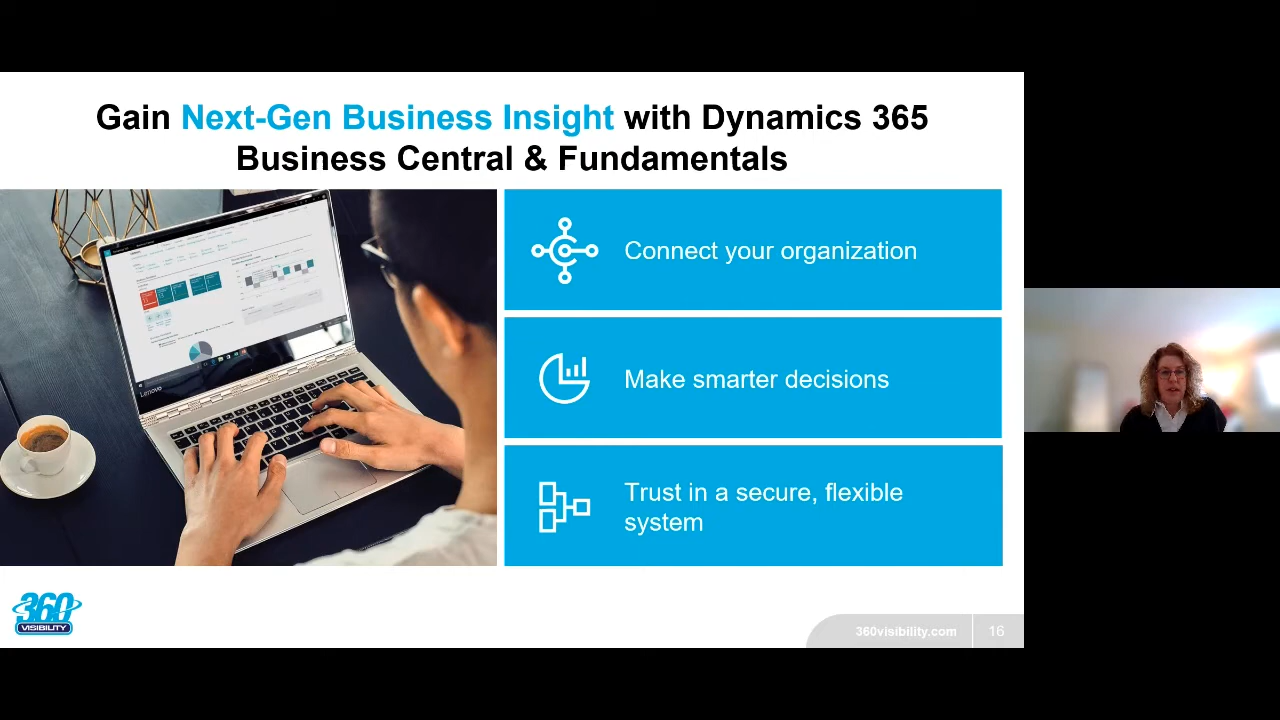 Gain Next-Gen Business Insight with Dynamics 365
Business Central & Fundamentals
Connect your organization
Make smarter decisions
Trust in a secure, flexible
system
Lenovo
360
VISIBILITY
360visibility.com
16